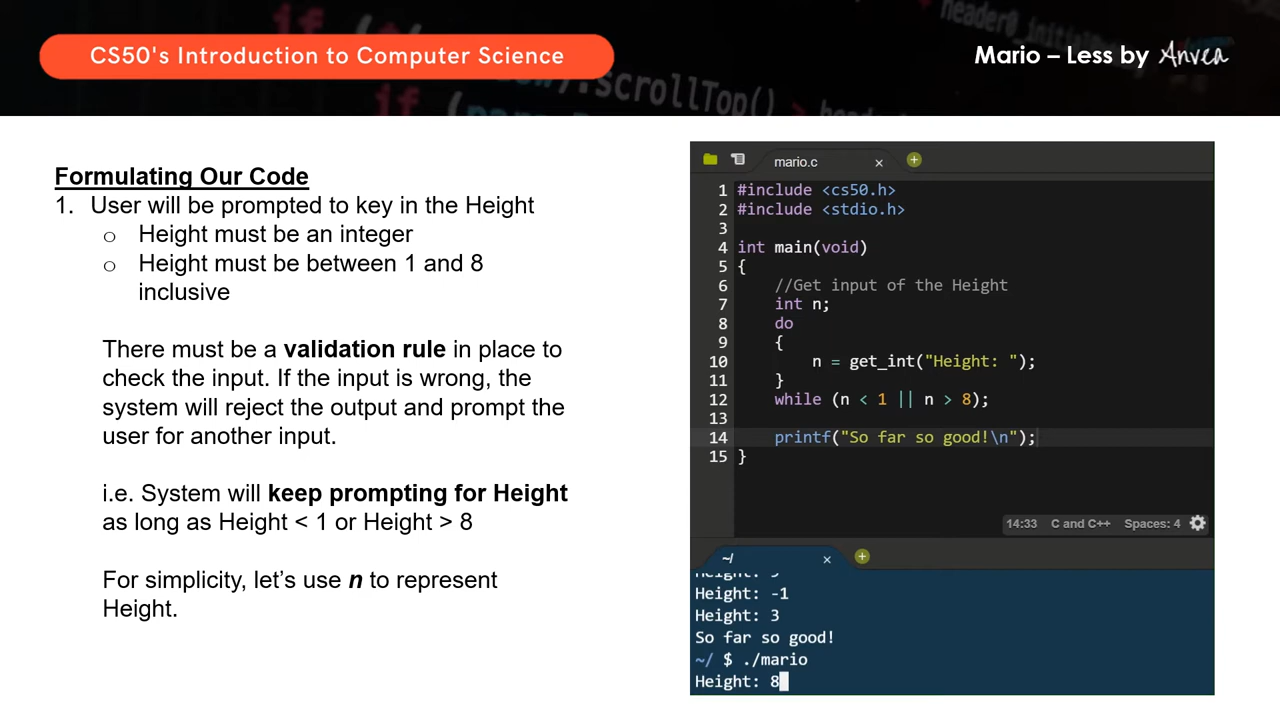 CS50's Introduction to Computer Science
Mario – Less by Anvea
Formulating Our Code
1. User will be prompted to key in the Height
o Height must be an integer
o Height must be between 1 and 8
inclusive
There must be a validation rule in place to
check the input. If the input is wrong, the
system will reject the output and prompt the
user for another input.
i.e. System will keep prompting for Height
as long as Height < 1 or Height > 8
For simplicity, let's use n to represent
Height.
mario.c
1 #include <cs50.h>
2 #include <stdio.h>
3
4 int main(void)
5 {
6 //Get input of the Height
7 int n;
8 do
9 {
10 n = get_int("Height: ");
11 }
12 while (n < 1 || n > 8);
13
14 printf("So far so good!\n");
15 }
14:33 C and C++ Spaces: 4
~/
Height: 9
Height: -1
Height: 3
So far so good!
~/ $ ./mario
Height: 8